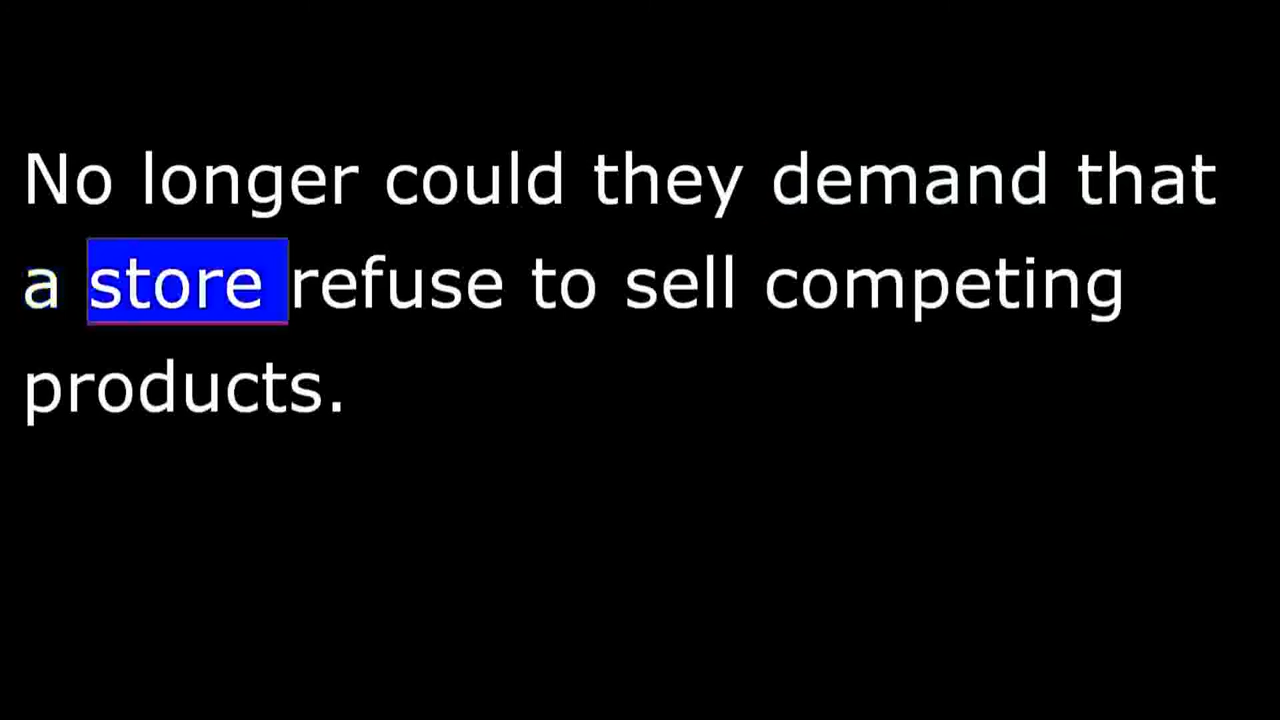 No longer could they demand that
a store refuse to sell competing
products.